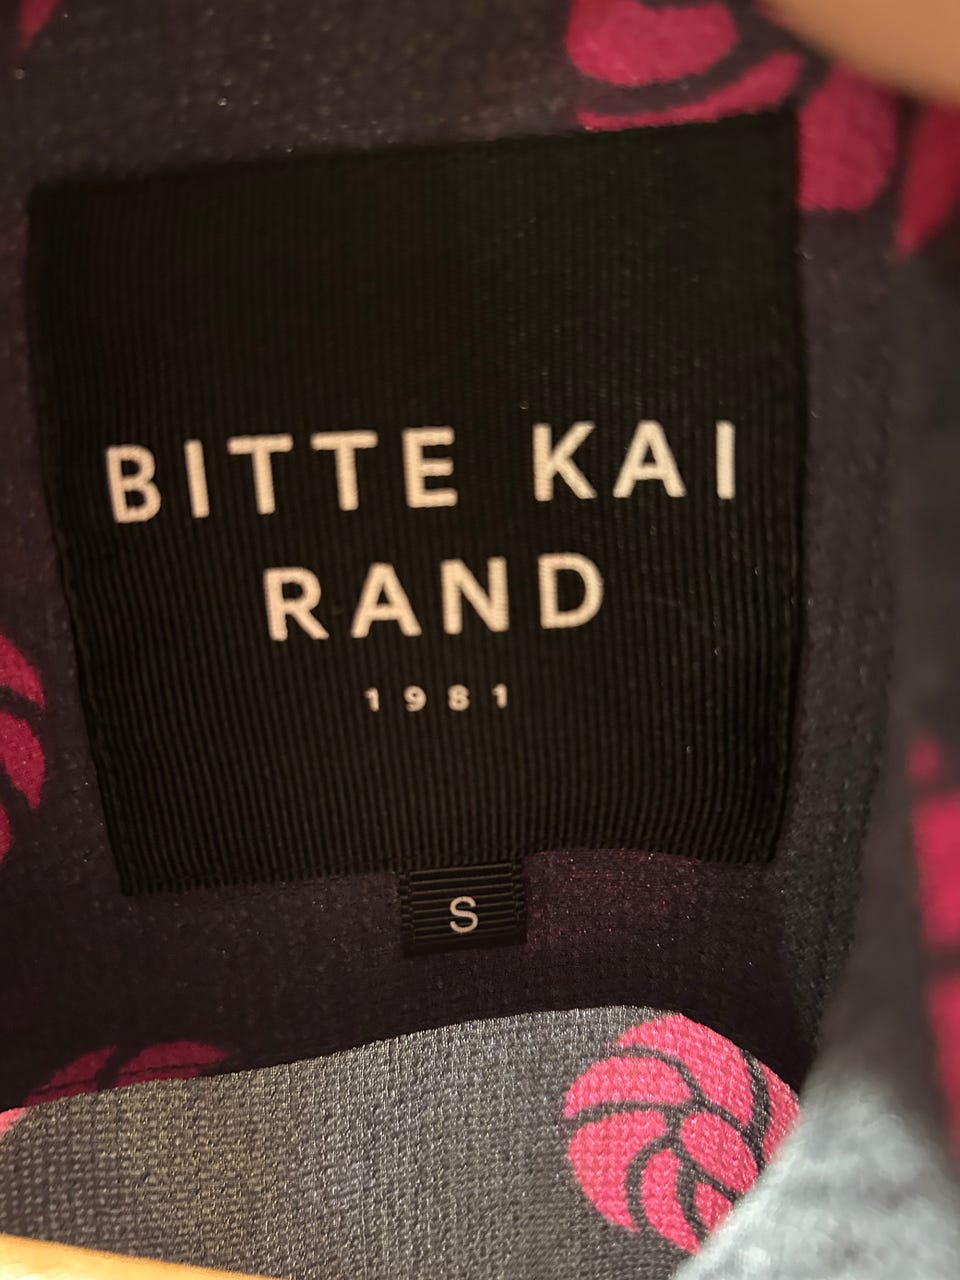 BITTE KAI
RAND
1981
S